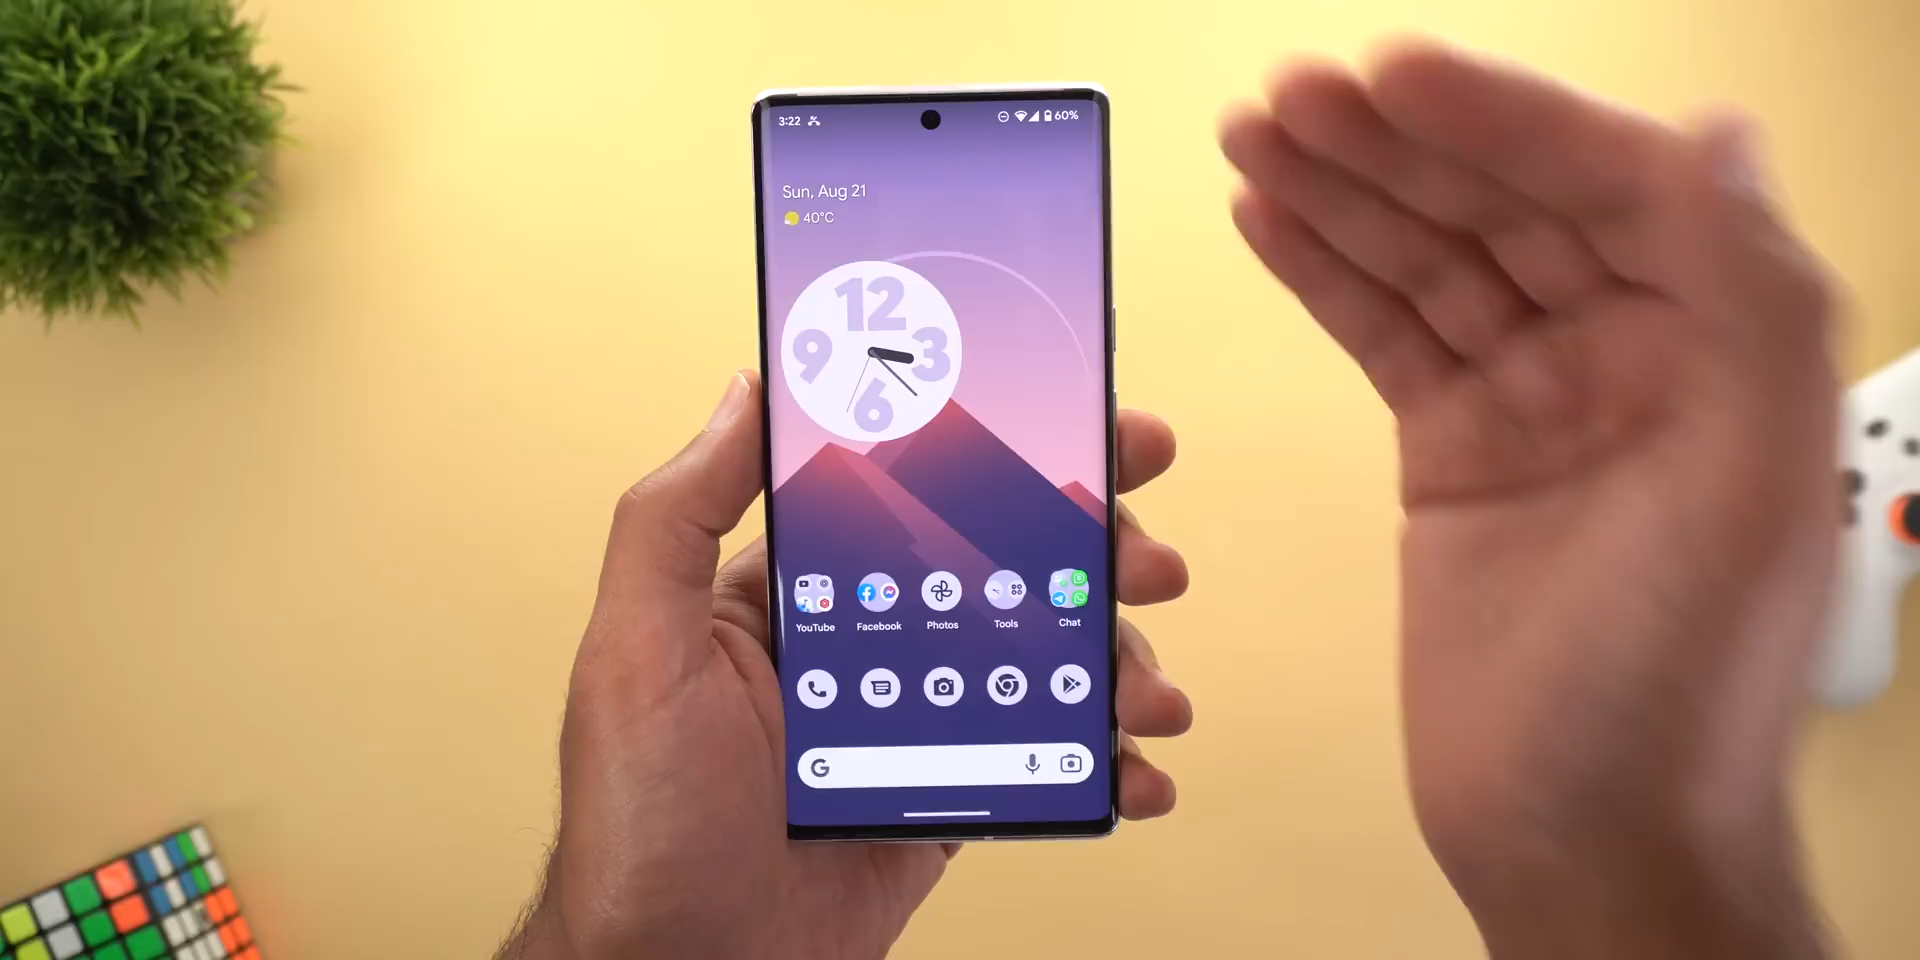 3:22
60%
Sun, Aug 21
40°C
12
9
3
6
YouTube
Facebook
Photos
Tools
Chat
G